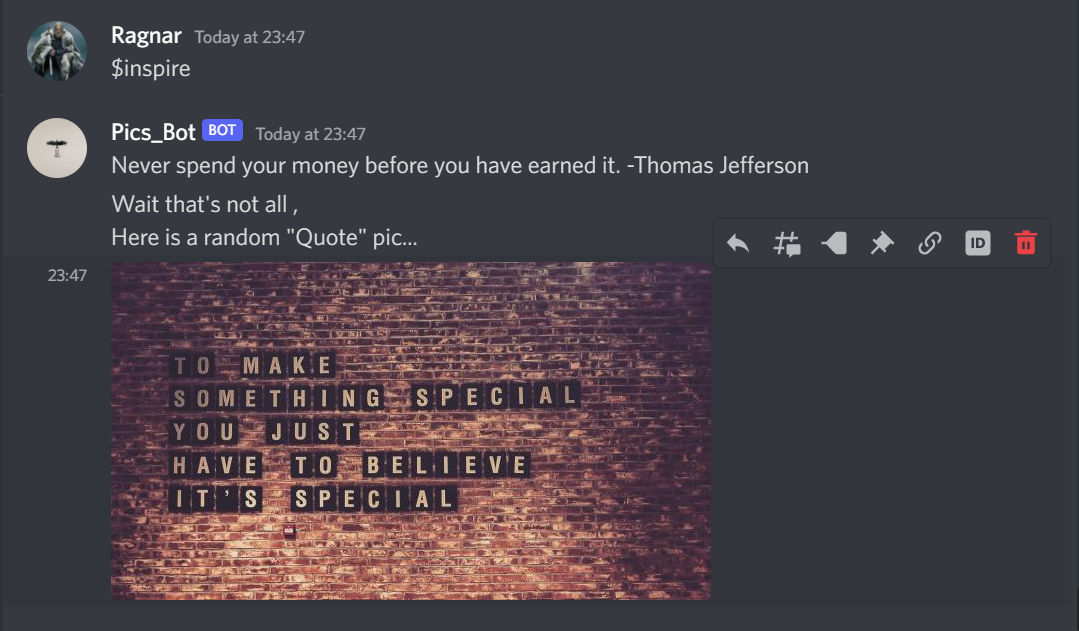 Ragnar Today at 23:47
$inspire
Pics_Bot BOT Today at 23:47
Never spend your money before you have earned it. -Thomas Jefferson
Wait that's not all ,
Here is a random "Quote" pic...
ID
23:47
TO MAKE
SOMETHING SPECIAL
YOU JUST
HAVE TO BELIEVE
IT'S SPECIAL